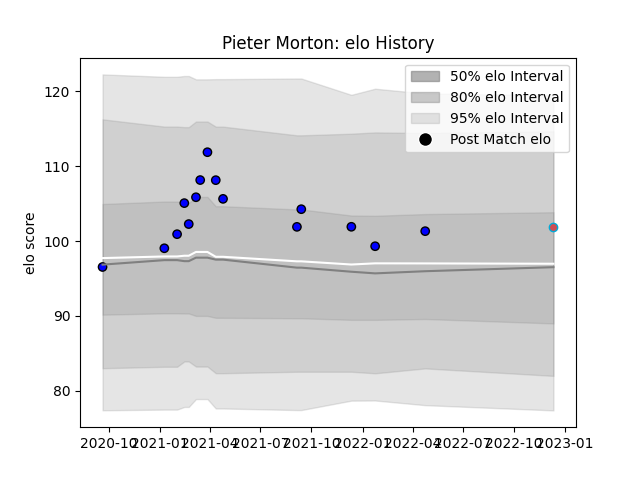 Pieter Morton: elo History
50% elo Interval
80% elo Interval
95% elo Interval
Post Match elo
elo score
120
110
100
90
80
2020-10 2021-01 2021-04 2021-07 2021-10 2022-01 2022-04 2022-07 2022-10 2023-01